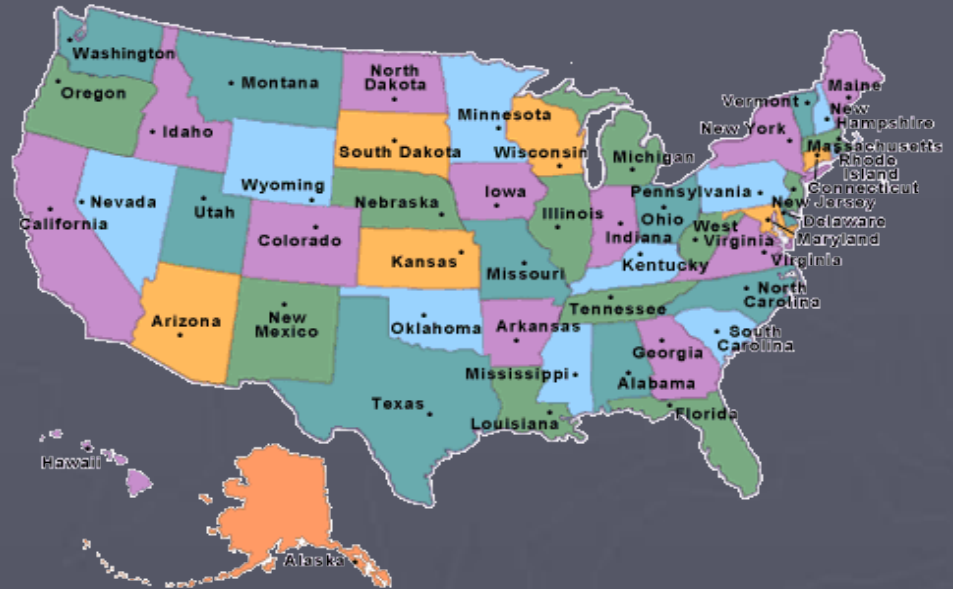 Washington
Montana
North
Dakota
Minnesota
Maine
Oregon
Vermont
New
Hampshire
Idaho
New York
South Dakota
Wisconsin
Michigan
Massachusetts
Rhode
Island
Connecticut
Wyoming
Iowa
Pennsylvania
New Jersey
Nevada
Utah
Nebraska
Illinois
Indiana
Ohio
West
Virginia
Delaware
Maryland
California
Colorado
Kansas
Missouri
Kentucky
Virginia
Arizona
New
Mexico
Oklahoma
Arkansas
Tennessee
North
Carolina
South
Carolina
Georgia
Mississippi
Alabama
Texas
Louisiana
Florida
Hawaii
Alaska